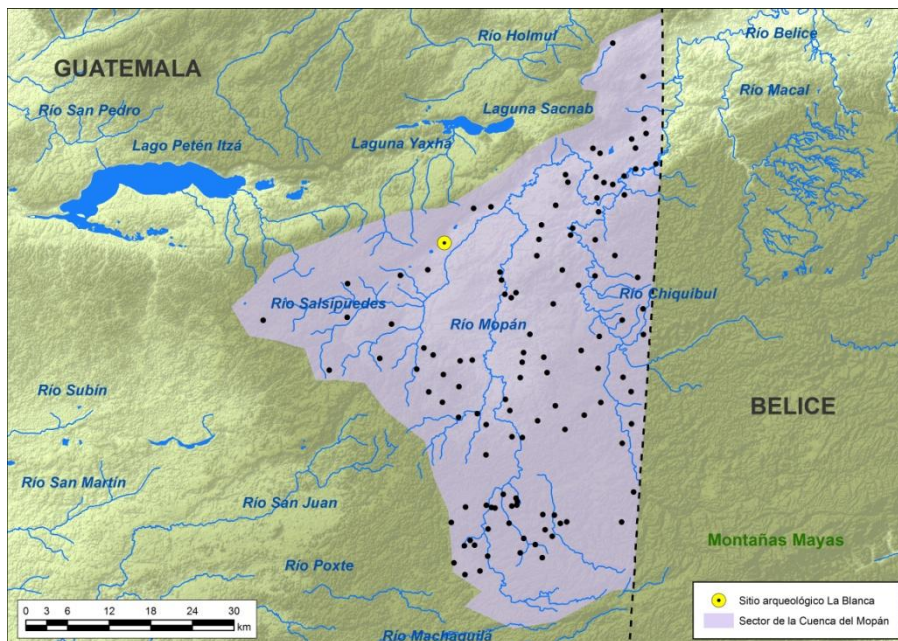 Río Holmul
Río Belice
GUATEMALA
Río Macal
Río San Pedro
Laguna Sacnab
Laguna Yaxhá
Lago Petén Itzá
Río Chiquibul
Río Salsipuedes
Río Mopán
Río Subín
BELICE
Río San Martín
Río San Juan
Montañas Mayas
Río Poxte
Sitio arqueológico La Blanca
0 3 6 12 18 24 30
km
Sector de la Cuenca del Mopán
Río Machaquilá